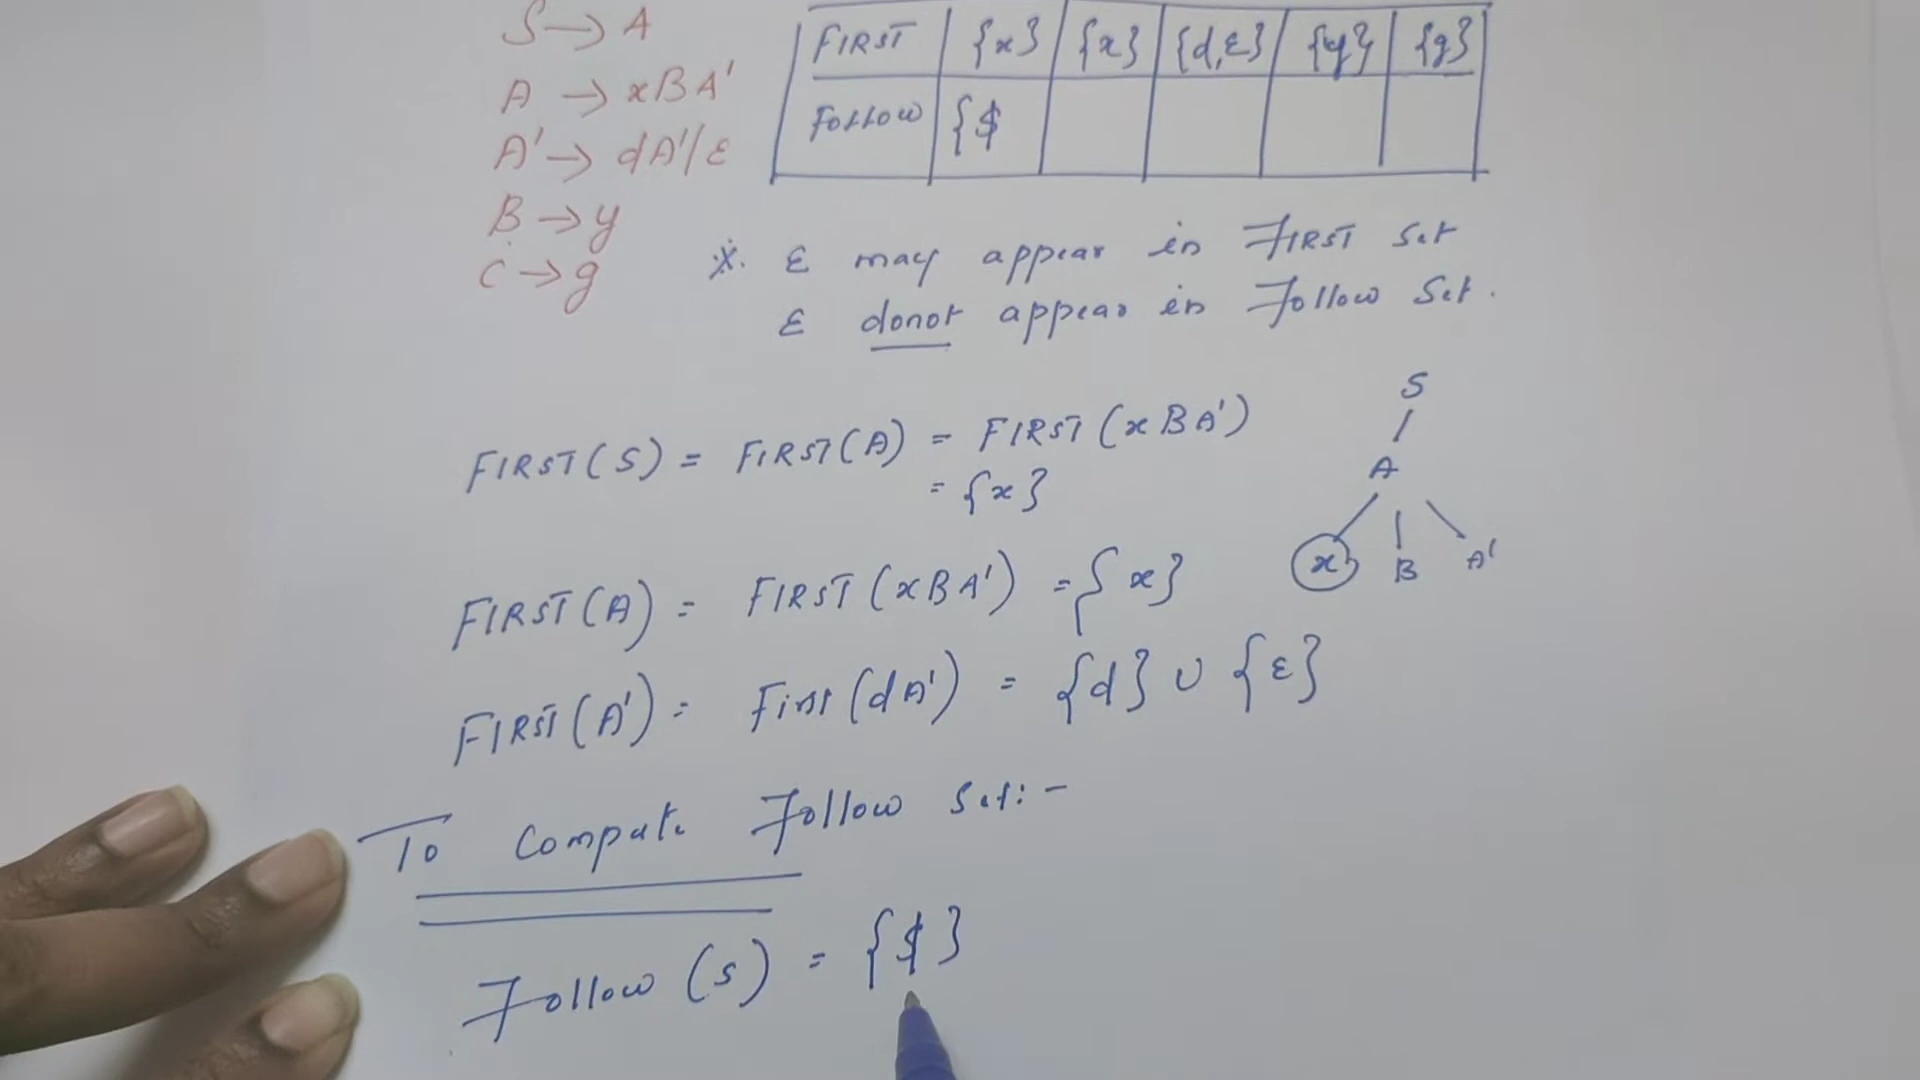 S → A
A → xBA'
A' → dA'/ε
B → y
C → g
FIRST {x} {x} {d,ε} {y} {g}
Follow {$
※. ε may appear in FIRST Set
ε donot appear in Follow Set.
FIRST(S) = FIRST(A) = FIRST(xBA')
= {x}
S
A
x B A'
FIRST(A) = FIRST(xBA') = {x}
FIRST(A') = First(dA') = {d} ∪ {ε}
To Compute Follow Set:-
Follow (S) = {$}